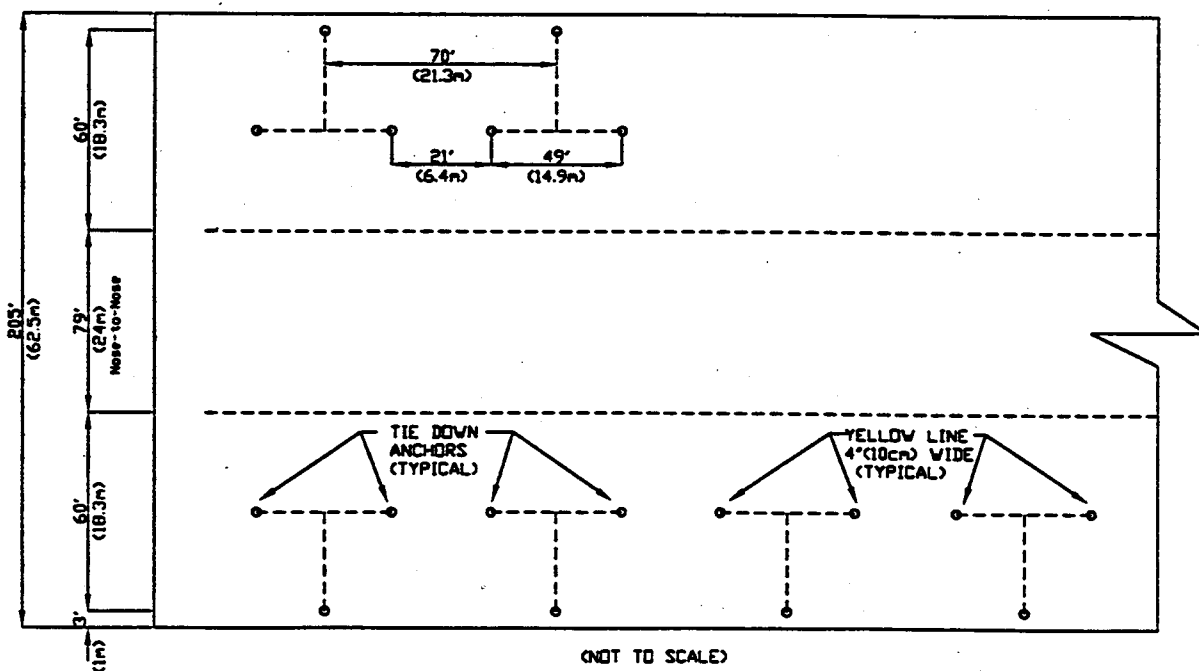 70'
(21.3m)
21'
(6.4m)
49'
(14.9m)
205'
(62.5m)
60'
(18.3m)
79'
(24m)
Nose-to-Nose
60'
(18.3m)
3'
(1m)
TIE DOWN
ANCHORS
(TYPICAL)
YELLOW LINE
4"(10cm) WIDE
(TYPICAL)
(NOT TO SCALE)